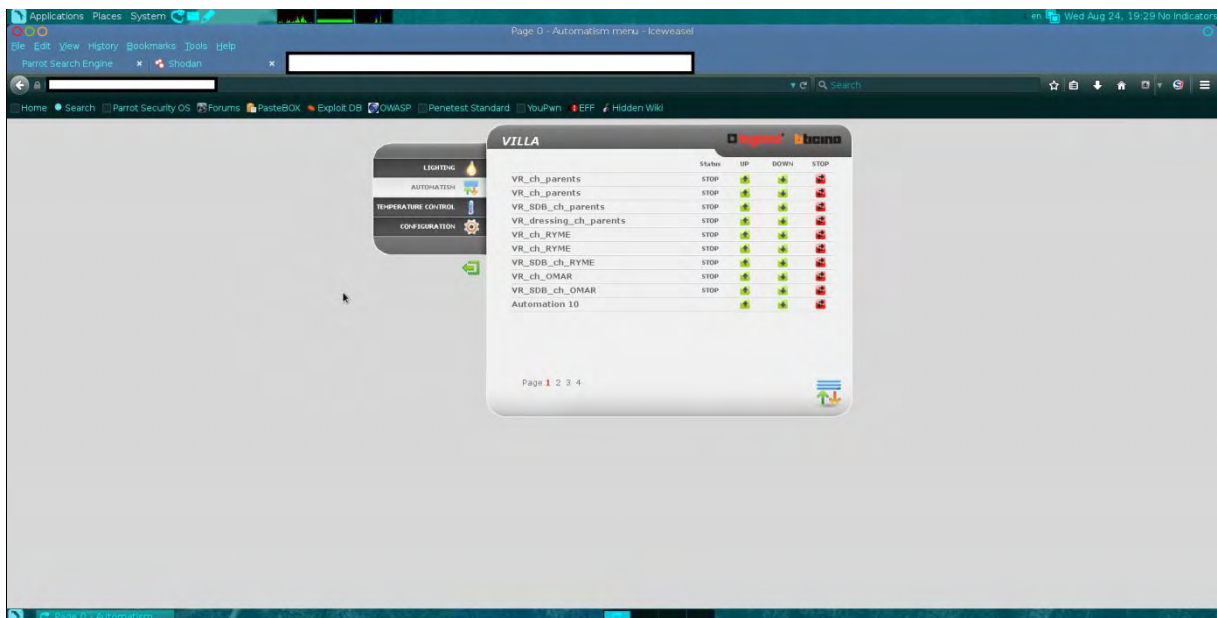 Applications Places System en Wed Aug 24, 19:29 No Indicators
Page 0 - Automatism menu - Iceweasel
File Edit View History Bookmarks Tools Help
Parrot Search Engine × Shodan ×
Search
Home Search Parrot Security OS Forums PasteBOX Exploit DB OWASP Penetest Standard YouPwn EFF Hidden Wiki
VILLA legrand bticino
LIGHTING
AUTOMATISM
TEMPERATURE CONTROL
CONFIGURATION
Status UP DOWN STOP
VR_ch_parents STOP
VR_ch_parents STOP
VR_SDB_ch_parents STOP
VR_dressing_ch_parents STOP
VR_ch_RYME STOP
VR_ch_RYME STOP
VR_SDB_ch_RYME STOP
VR_ch_OMAR STOP
VR_SDB_ch_OMAR STOP
Automation 10
Page 1 2 3 4
Page 0 - Automatism